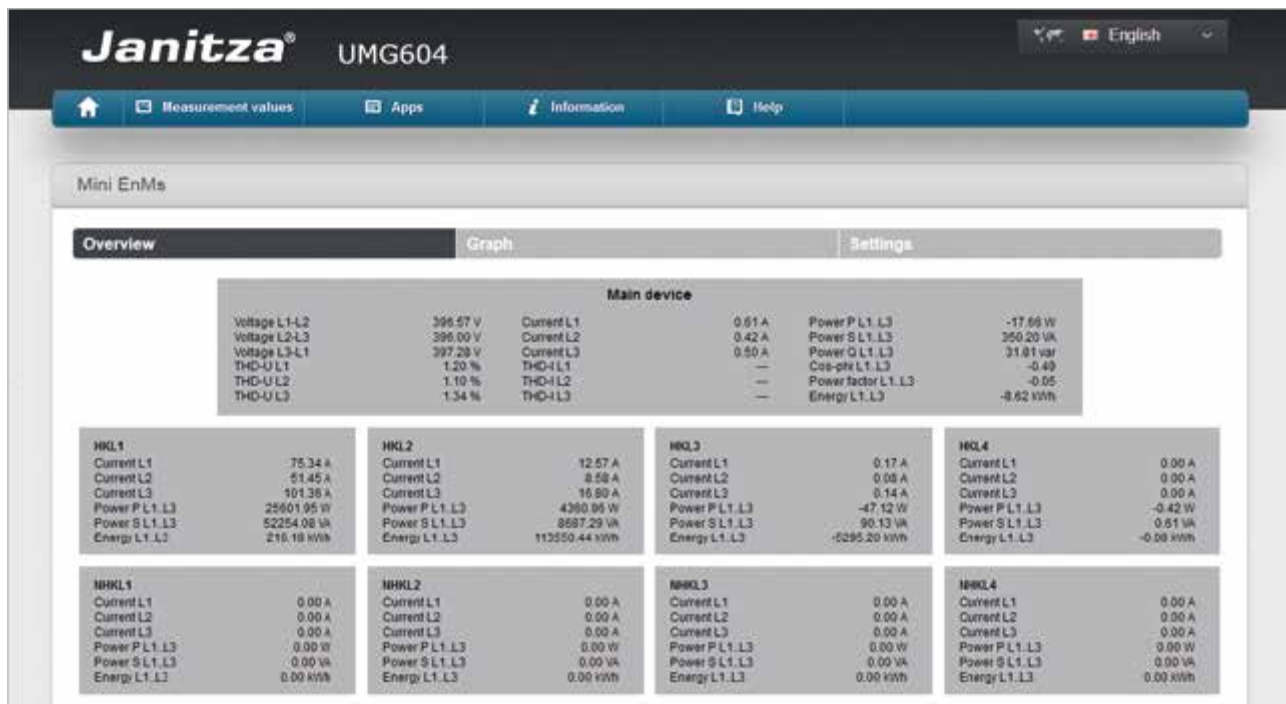 Janitza® UMG604
English
Measurement values Apps Information Help
Mini EnMs
Overview Graph Settings
Main device
Voltage L1-L2 396.57 V Current L1 0.61 A Power P L1..L3 -17.66 W
Voltage L2-L3 396.00 V Current L2 0.42 A Power S L1..L3 350.20 VA
Voltage L3-L1 397.28 V Current L3 0.50 A Power Q L1..L3 31.81 var
THD-U L1 1.20 % THD-I L1 --- Cos-phi L1..L3 -0.49
THD-U L2 1.10 % THD-I L2 --- Power factor L1..L3 -0.05
THD-U L3 1.34 % THD-I L3 --- Energy L1..L3 -8.62 kWh
HKL1
Current L1 75.34 A
Current L2 51.45 A
Current L3 101.36 A
Power P L1..L3 25601.95 W
Power S L1..L3 52254.08 VA
Energy L1..L3 216.18 kWh
HKL2
Current L1 12.57 A
Current L2 8.58 A
Current L3 16.80 A
Power P L1..L3 4360.95 W
Power S L1..L3 8687.29 VA
Energy L1..L3 113550.44 kWh
HKL3
Current L1 0.17 A
Current L2 0.08 A
Current L3 0.14 A
Power P L1..L3 -47.12 W
Power S L1..L3 90.13 VA
Energy L1..L3 -5295.20 kWh
HKL4
Current L1 0.00 A
Current L2 0.00 A
Current L3 0.00 A
Power P L1..L3 -0.42 W
Power S L1..L3 0.61 VA
Energy L1..L3 -0.08 kWh
NHKL1
Current L1 0.00 A
Current L2 0.00 A
Current L3 0.00 A
Power P L1..L3 0.00 W
Power S L1..L3 0.00 VA
Energy L1..L3 0.00 kWh
NHKL2
Current L1 0.00 A
Current L2 0.00 A
Current L3 0.00 A
Power P L1..L3 0.00 W
Power S L1..L3 0.00 VA
Energy L1..L3 0.00 kWh
NHKL3
Current L1 0.00 A
Current L2 0.00 A
Current L3 0.00 A
Power P L1..L3 0.00 W
Power S L1..L3 0.00 VA
Energy L1..L3 0.00 kWh
NHKL4
Current L1 0.00 A
Current L2 0.00 A
Current L3 0.00 A
Power P L1..L3 0.00 W
Power S L1..L3 0.00 VA
Energy L1..L3 0.00 kWh